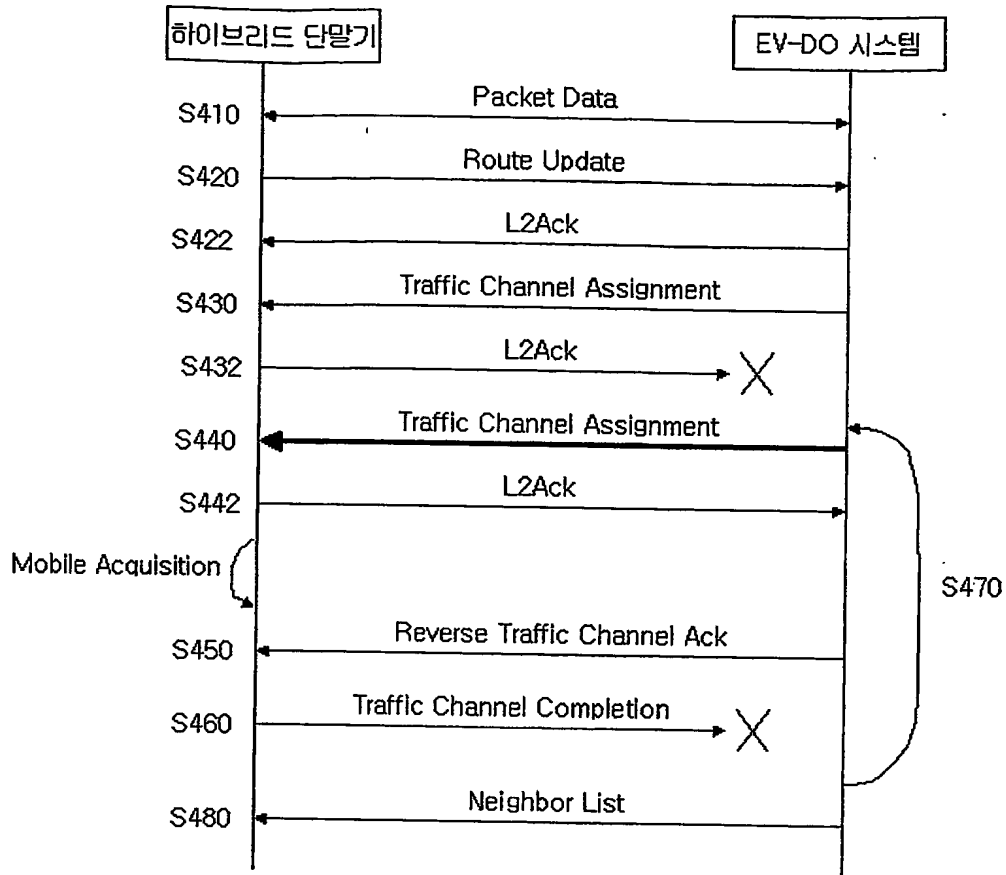 하이브리드 단말기
EV-DO 시스템
S410
Packet Data
S420
Route Update
S422
L2Ack
S430
Traffic Channel Assignment
S432
L2Ack
S440
Traffic Channel Assignment
S442
L2Ack
Mobile Acquisition
S470
S450
Reverse Traffic Channel Ack
S460
Traffic Channel Completion
S480
Neighbor List